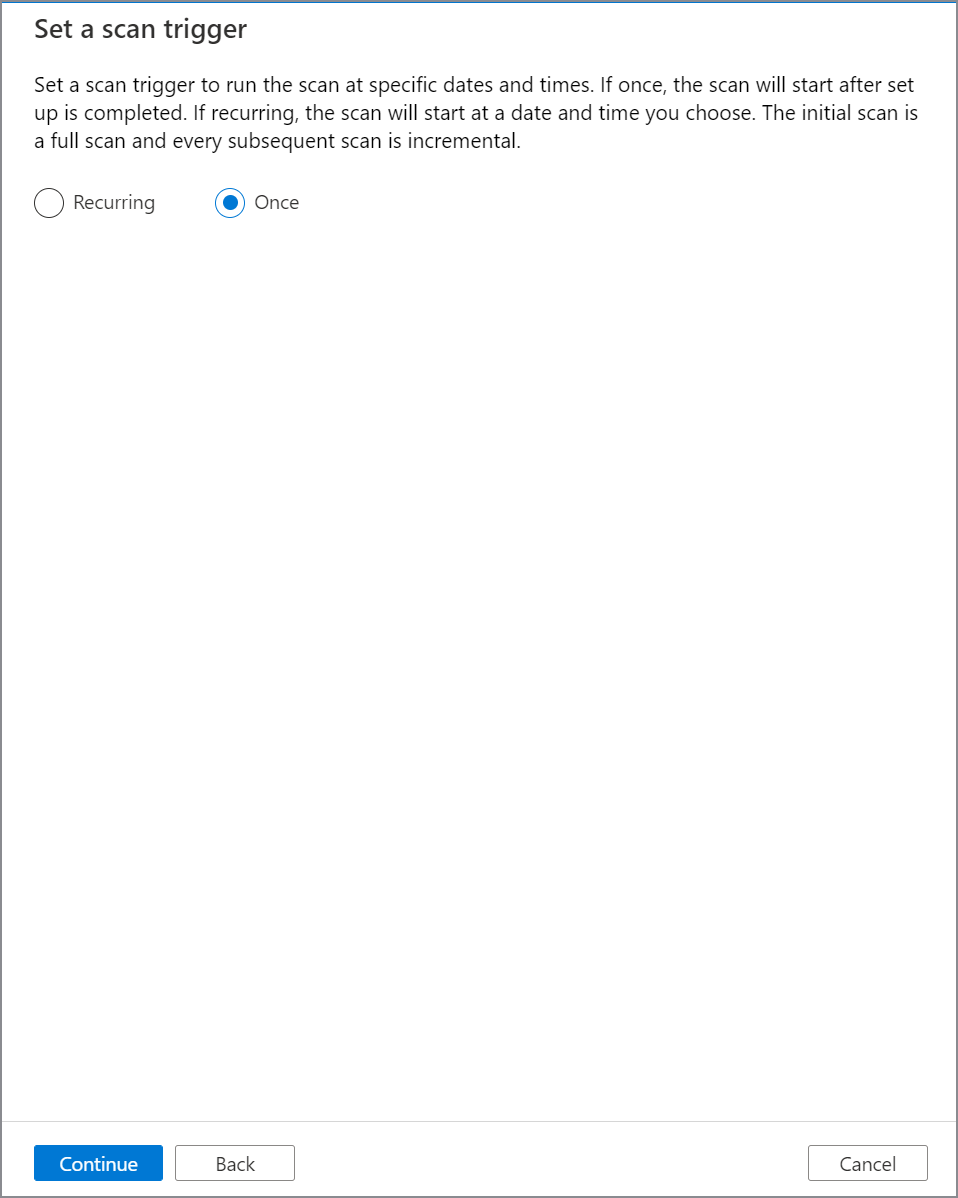 Set a scan trigger
Set a scan trigger to run the scan at specific dates and times. If once, the scan will start after set
up is completed. If recurring, the scan will start at a date and time you choose. The initial scan is
a full scan and every subsequent scan is incremental.
Recurring Once
Continue Back Cancel